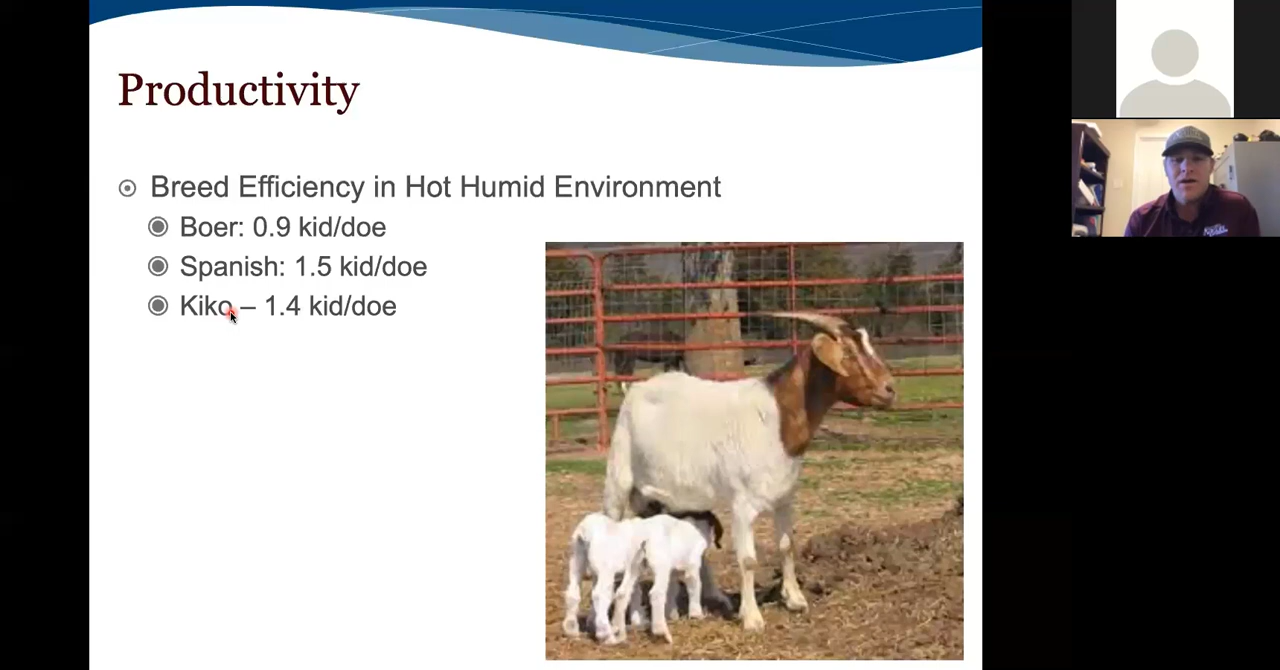 Productivity
Breed Efficiency in Hot Humid Environment
Boer: 0.9 kid/doe
Spanish: 1.5 kid/doe
Kiko – 1.4 kid/doe